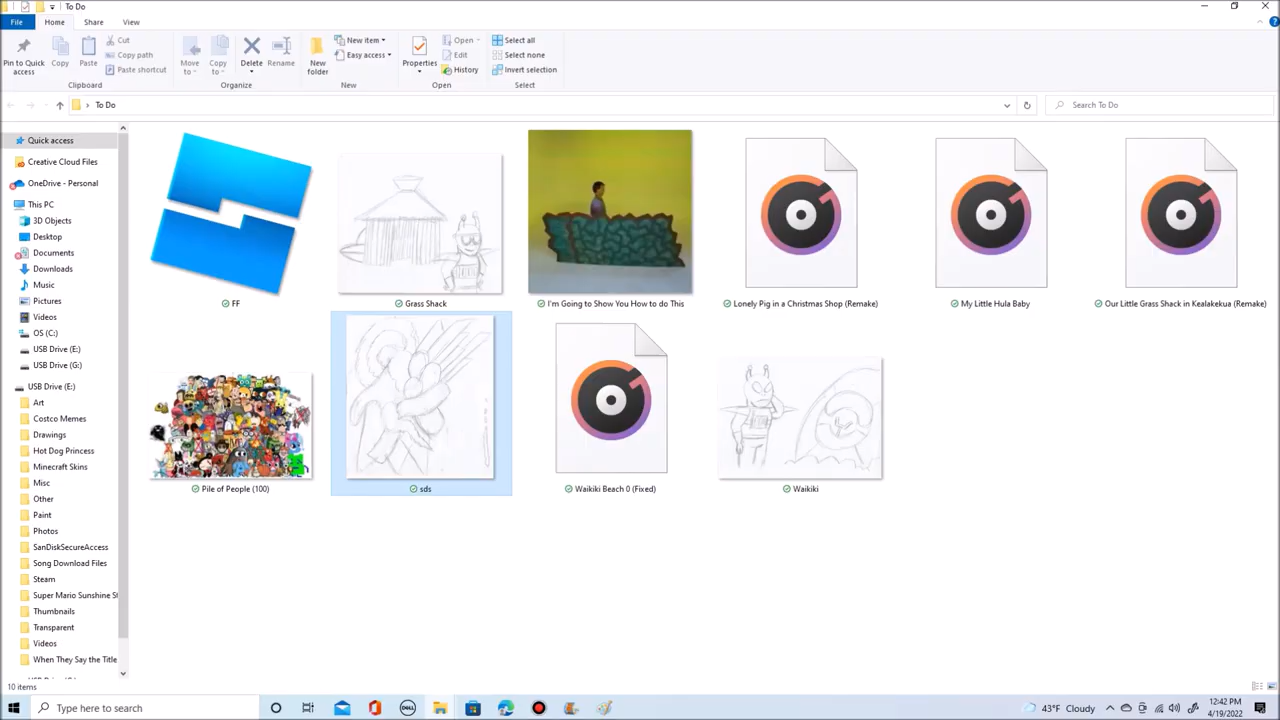 To Do
File Home Share View
Pin to Quick access
Copy
Paste
Cut
Copy path
Paste shortcut
Clipboard
Move to
Copy to
Delete
Rename
Organize
New folder
New item
Easy access
New
Properties
Open
Edit
History
Open
Select all
Select none
Invert selection
Select
To Do
Search To Do
Quick access
Creative Cloud Files
OneDrive - Personal
This PC
3D Objects
Desktop
Documents
Downloads
Music
Pictures
Videos
OS (C:)
USB Drive (E:)
USB Drive (G:)
USB Drive (E:)
Art
Costco Memes
Drawings
Hot Dog Princess
Minecraft Skins
Misc
Other
Paint
Photos
SanDiskSecureAccess
Song Download Files
Steam
Super Mario Sunshine St
Thumbnails
Transparent
Videos
When They Say the Title
FF
Grass Shack
I'm Going to Show You How to do This
Lonely Pig in a Christmas Shop (Remake)
My Little Hula Baby
Our Little Grass Shack in Kealakekua (Remake)
Pile of People (100)
sds
Waikiki Beach 0 (Fixed)
Waikiki
10 items
Type here to search
DELL
43°F Cloudy
12:42 PM
4/19/2022